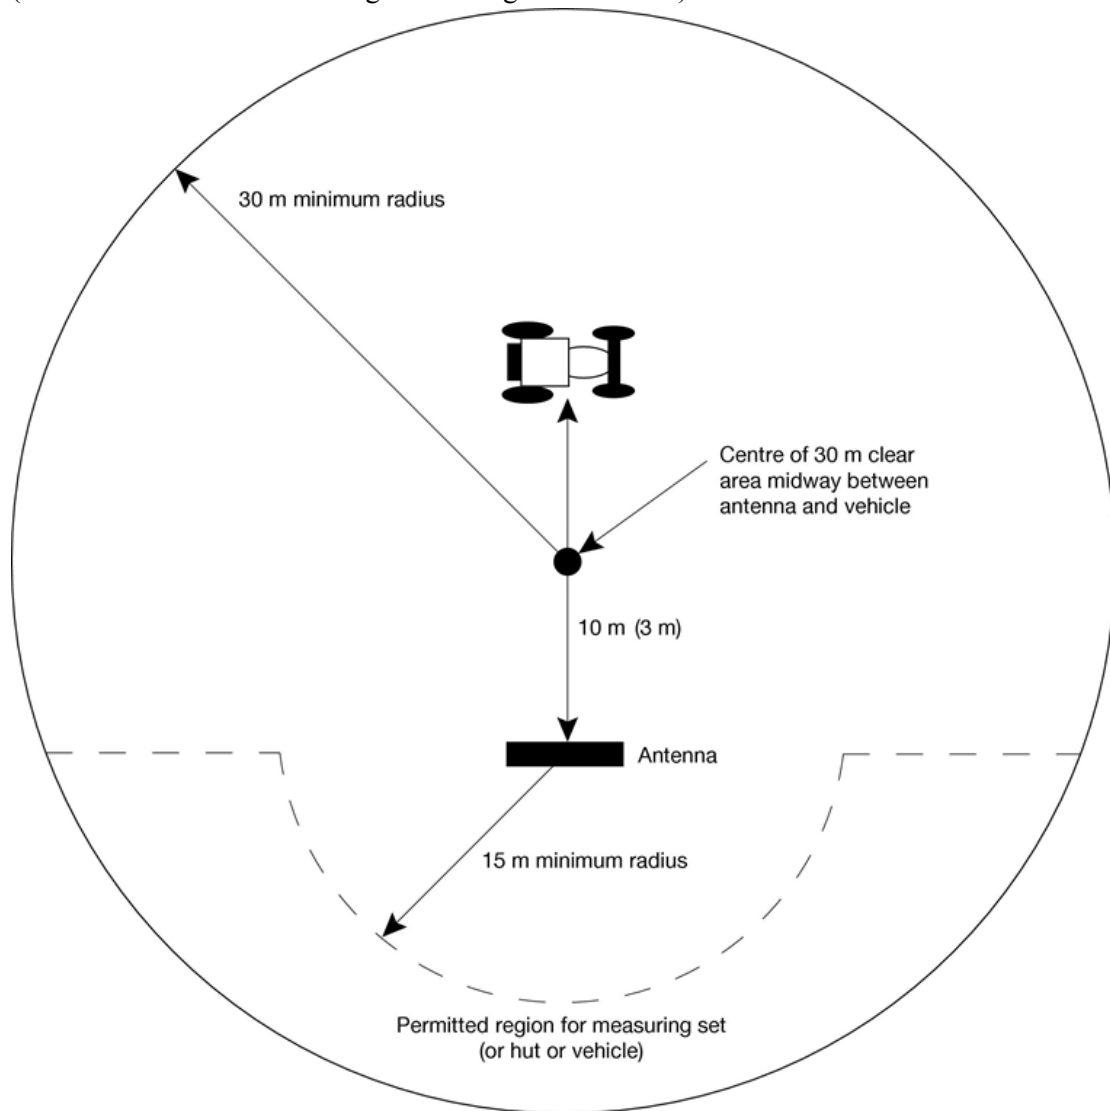 30 m minimum radius
Centre of 30 m clear
area midway between
antenna and vehicle
10 m (3 m)
Antenna
15 m minimum radius
Permitted region for measuring set
(or hut or vehicle)